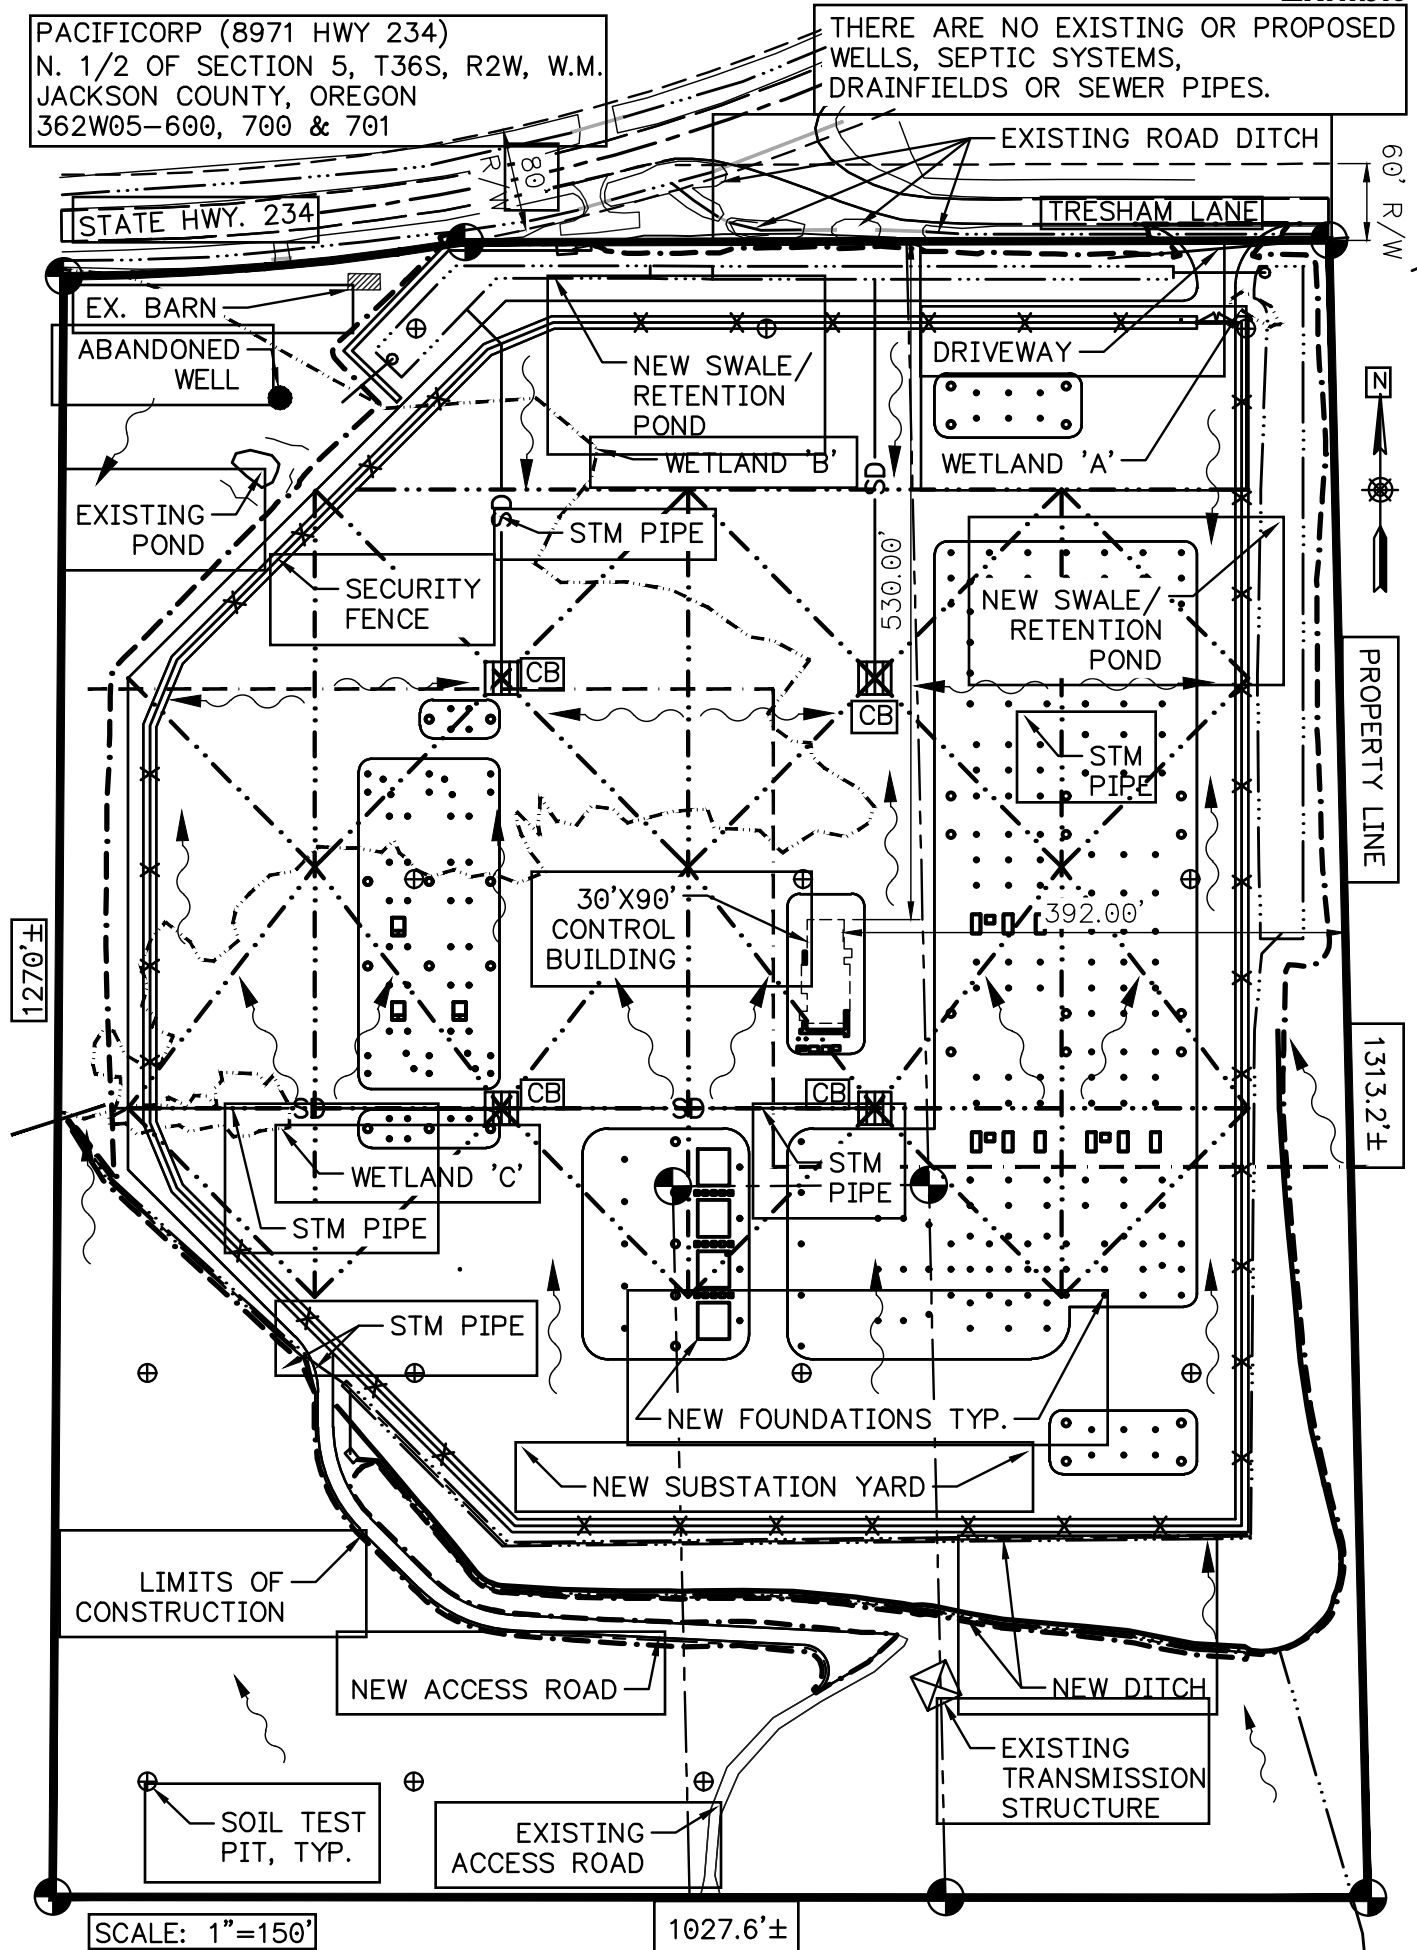 PACIFICORP (8971 HWY 234)
N. 1/2 OF SECTION 5, T36S, R2W, W.M.
JACKSON COUNTY, OREGON
362W05-600, 700 & 701
THERE ARE NO EXISTING OR PROPOSED
WELLS, SEPTIC SYSTEMS,
DRAINFIELDS OR SEWER PIPES.
EXISTING ROAD DITCH
60' R/W
80'
R/W
STATE HWY. 234
TRESHAM LANE
EX. BARN
ABANDONED
WELL
NEW SWALE/
RETENTION
POND
DRIVEWAY
N
WETLAND 'B'
WETLAND 'A'
SD
SD
EXISTING
POND
STM PIPE
SECURITY
FENCE
530.00'
NEW SWALE/
RETENTION
POND
CB
CB
PROPERTY LINE
STM
PIPE
30'X90'
CONTROL
BUILDING
392.00'
1270'±
1313.2'±
CB
CB
SD
SD
WETLAND 'C'
STM
PIPE
STM PIPE
STM PIPE
NEW FOUNDATIONS TYP.
NEW SUBSTATION YARD
LIMITS OF
CONSTRUCTION
NEW ACCESS ROAD
NEW DITCH
EXISTING
TRANSMISSION
STRUCTURE
SOIL TEST
PIT, TYP.
EXISTING
ACCESS ROAD
SCALE: 1"=150'
1027.6'±